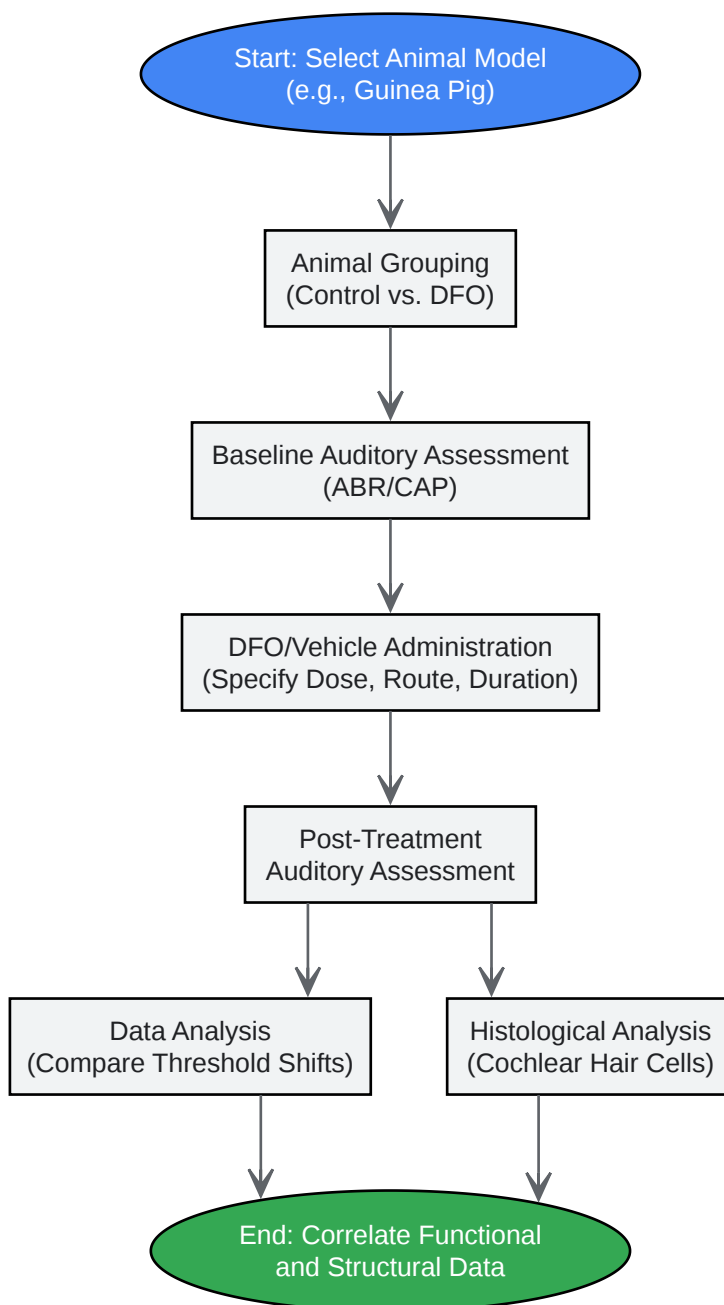 Start: Select Animal Model
(e.g., Guinea Pig)
Animal Grouping
(Control vs. DFO)
Baseline Auditory Assessment
(ABR/CAP)
DFO/Vehicle Administration
(Specify Dose, Route, Duration)
Post-Treatment
Auditory Assessment
Data Analysis
(Compare Threshold Shifts)
Histological Analysis
(Cochlear Hair Cells)
End: Correlate Functional
and Structural Data